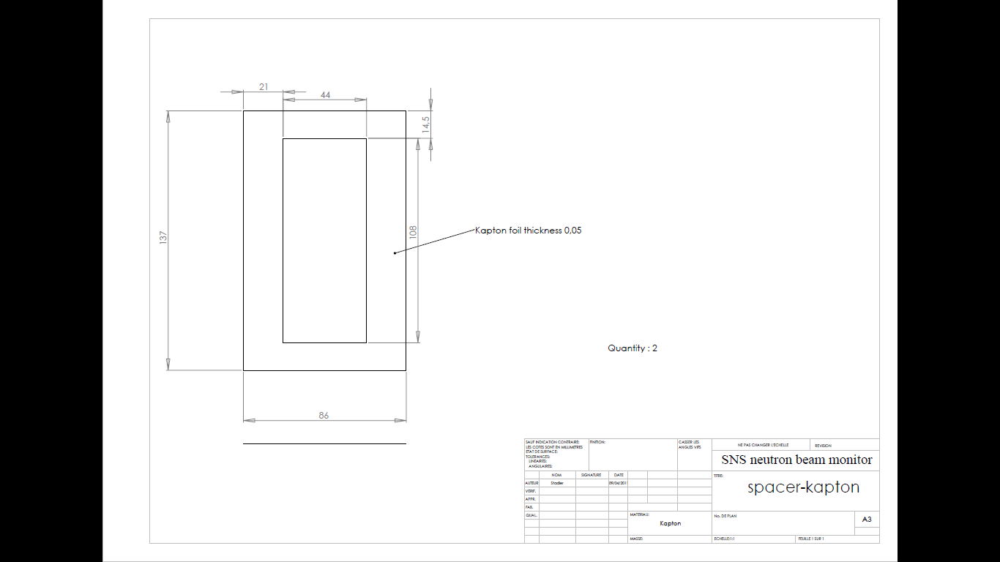 21
44
14,5
137
108
Kapton foil thickness 0,05
Quantity : 2
86
SAUF INDICATION CONTRAIRE:
LES COTES SONT EN MILLIMETRES
ETAT DE SURFACE:
TOLERANCES:
LINEAIRES:
ANGULAIRES:
FINITION:
CASSER LES
ANGLES VIFS
NE PAS CHANGER L'ECHELLE
REVISION
SNS neutron beam monitor
NOM
SIGNATURE
DATE
TITRE:
AUTEUR
Stadler
09/04/201
spacer-kapton
VERIF.
APPR.
FAB.
QUAL.
MATERIAU:
Kapton
No. DE PLAN
A3
MASSE:
ECHELLE:1:1
FEUILLE 1 SUR 1